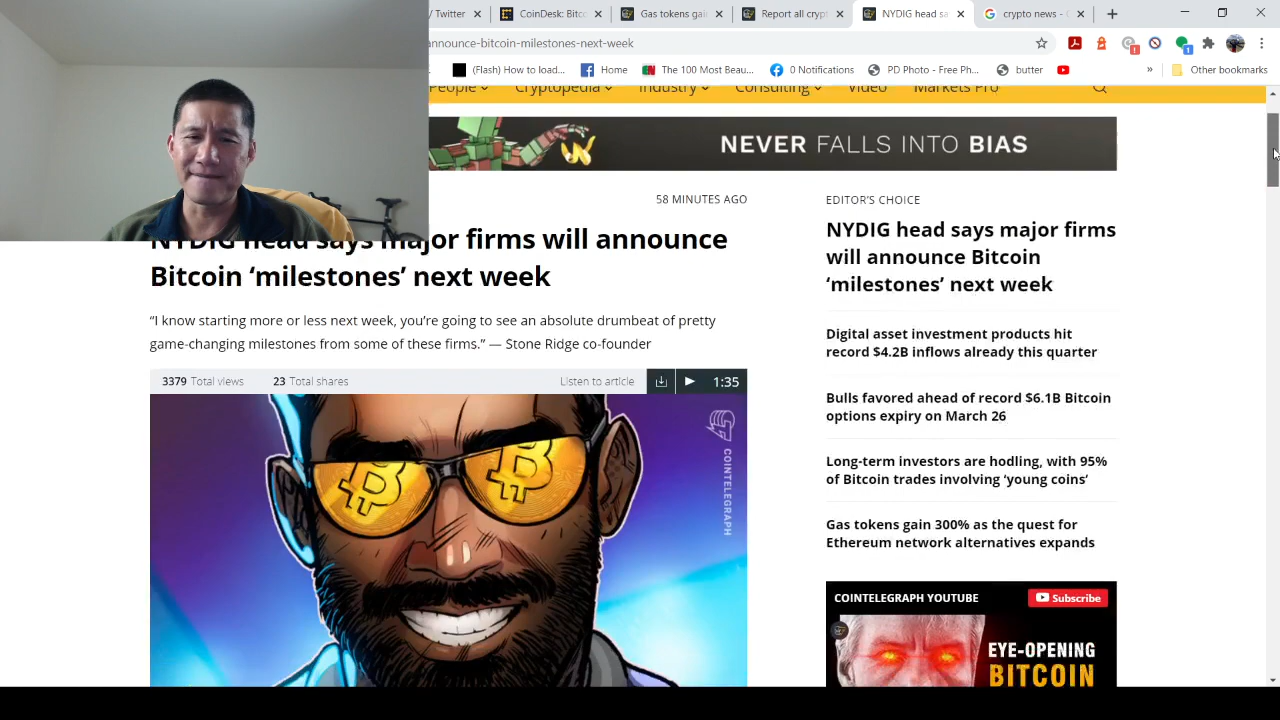 / Twitter
CoinDesk: Bitc
Gas tokens gai
Report all crypt
NYDIG head sa
crypto news - G
announce-bitcoin-milestones-next-week
(Flash) How to load...
Home
The 100 Most Beau...
0 Notifications
PD Photo - Free Ph...
butter
»
Other bookmarks
People
Cryptopedia
Industry
Consulting
Video
Markets Pro
NEVER FALLS INTO BIAS
58 MINUTES AGO
NYDIG head says major firms will announce
Bitcoin ‘milestones’ next week
“I know starting more or less next week, you’re going to see an absolute drumbeat of pretty
game-changing milestones from some of these firms.” — Stone Ridge co-founder
3379 Total views
23 Total shares
Listen to article
1:35
COINTELEGRAPH
EDITOR’S CHOICE
NYDIG head says major firms
will announce Bitcoin
‘milestones’ next week
Digital asset investment products hit
record $4.2B inflows already this quarter
Bulls favored ahead of record $6.1B Bitcoin
options expiry on March 26
Long-term investors are hodling, with 95%
of Bitcoin trades involving ‘young coins’
Gas tokens gain 300% as the quest for
Ethereum network alternatives expands
COINTELEGRAPH YOUTUBE
Subscribe
EYE-OPENING
BITCOIN